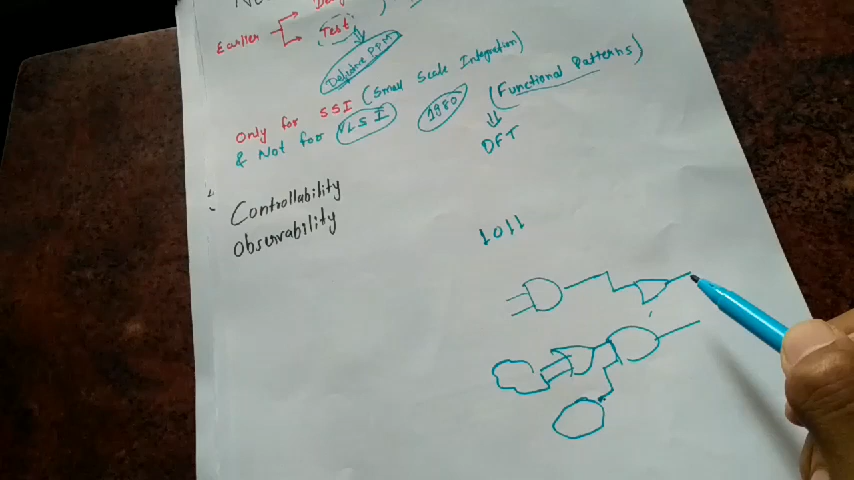 Earlier
Test
Defective PPM
Only for SSI (Small Scale Integration)
& Not for VLSI 1980 (Functional Patterns)
DFT
Controllability
Observability
1011